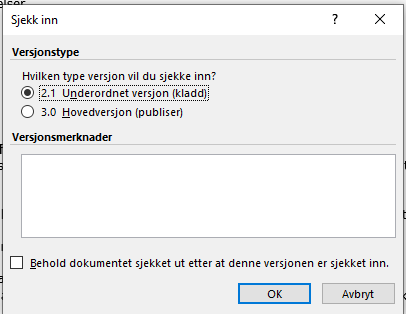 Sjekk inn
Versjonstype
Hvilken type versjon vil du sjekke inn?
2.1 Underordnet versjon (kladd)
3.0 Hovedversjon (publiser)
Versjonsmerknader
Behold dokumentet sjekket ut etter at denne versjonen er sjekket inn.
OK
Avbryt